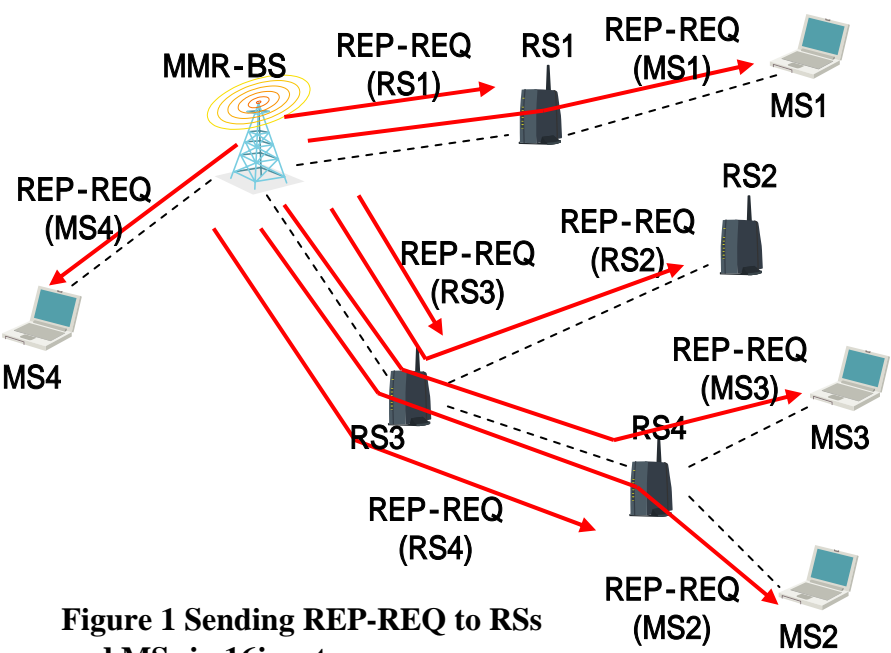 MMR-BS
REP-REQ
(RS1)
RS1
REP-REQ
(MS1)
MS1
REP-REQ
(MS4)
MS4
RS2
REP-REQ
(RS2)
REP-REQ
(RS3)
RS3
REP-REQ
(MS3)
MS3
RS4
REP-REQ
(RS4)
REP-REQ
(MS2)
MS2
Figure 1 Sending REP-REQ to RSs